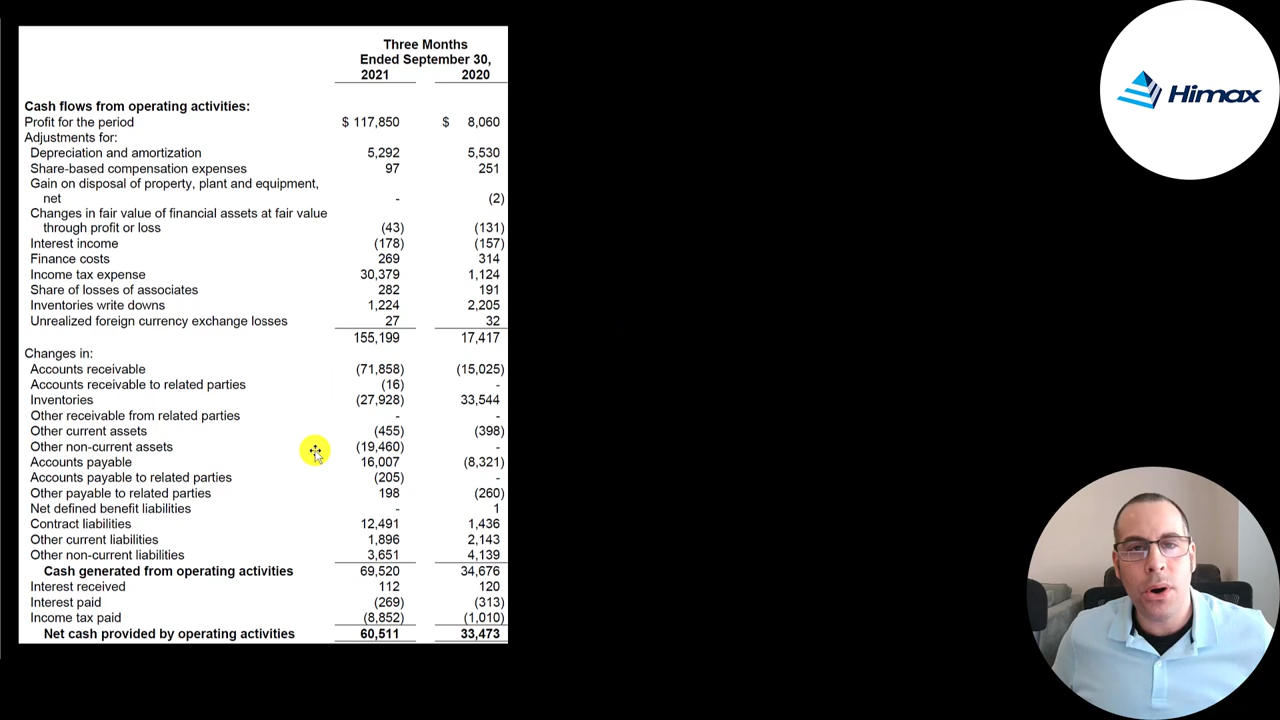 Three Months
Ended September 30,
2021 2020
Cash flows from operating activities:
Profit for the period $ 117,850 $ 8,060
Adjustments for:
Depreciation and amortization 5,292 5,530
Share-based compensation expenses 97 251
Gain on disposal of property, plant and equipment,
net - (2)
Changes in fair value of financial assets at fair value
through profit or loss (43) (131)
Interest income (178) (157)
Finance costs 269 314
Income tax expense 30,379 1,124
Share of losses of associates 282 191
Inventories write downs 1,224 2,205
Unrealized foreign currency exchange losses 27 32
155,199 17,417
Changes in:
Accounts receivable (71,858) (15,025)
Accounts receivable to related parties (16) -
Inventories (27,928) 33,544
Other receivable from related parties - -
Other current assets (455) (398)
Other non-current assets (19,460) -
Accounts payable 16,007 (8,321)
Accounts payable to related parties (205) -
Other payable to related parties 198 (260)
Net defined benefit liabilities - 1
Contract liabilities 12,491 1,436
Other current liabilities 1,896 2,143
Other non-current liabilities 3,651 4,139
Cash generated from operating activities 69,520 34,676
Interest received 112 120
Interest paid (269) (313)
Income tax paid (8,852) (1,010)
Net cash provided by operating activities 60,511 33,473
Himax